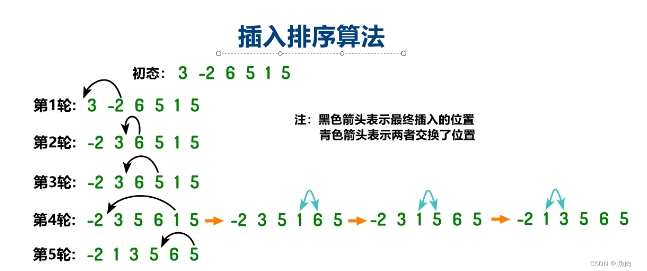 插入排序算法
初态: 3 -2 6 5 1 5
第1轮: 3 -2 6 5 1 5
第2轮: -2 3 6 5 1 5
注：黑色箭头表示最终插入的位置
青色箭头表示两者交换了位置
第3轮: -2 3 6 5 1 5
第4轮: -2 3 5 6 1 5 -2 3 5 1 6 5 -2 3 1 5 6 5 -2 1 3 5 6 5
第5轮: -2 1 3 5 6 5